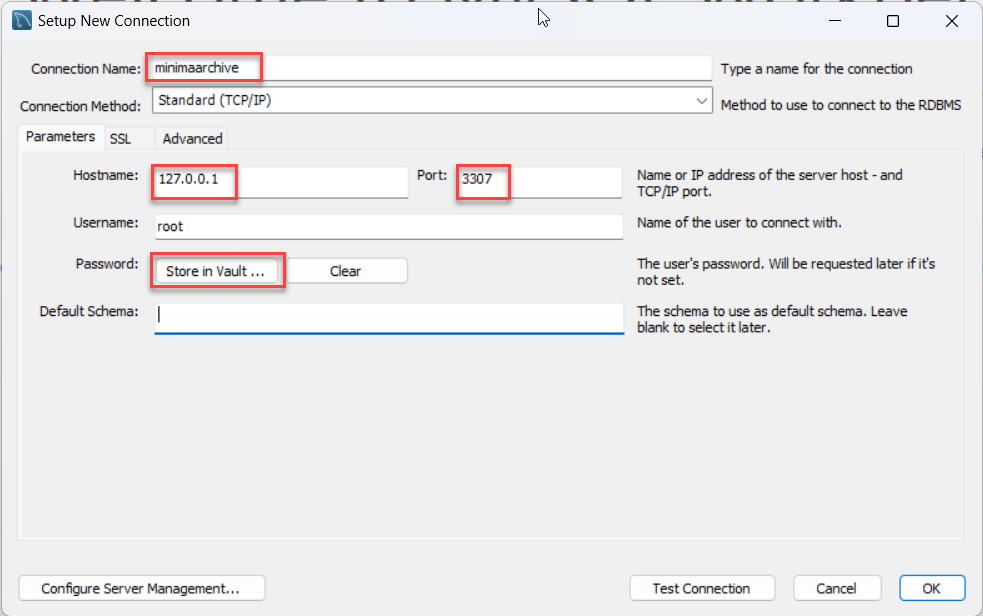 Setup New Connection
Connection Name: minimaarchive Type a name for the connection
Connection Method: Standard (TCP/IP) Method to use to connect to the RDBMS
Parameters SSL Advanced
Hostname: 127.0.0.1 Port: 3307 Name or IP address of the server host - and
TCP/IP port.
Username: root Name of the user to connect with.
Password: Store in Vault ... Clear The user's password. Will be requested later if it's
not set.
Default Schema: The schema to use as default schema. Leave
blank to select it later.
Configure Server Management... Test Connection Cancel OK